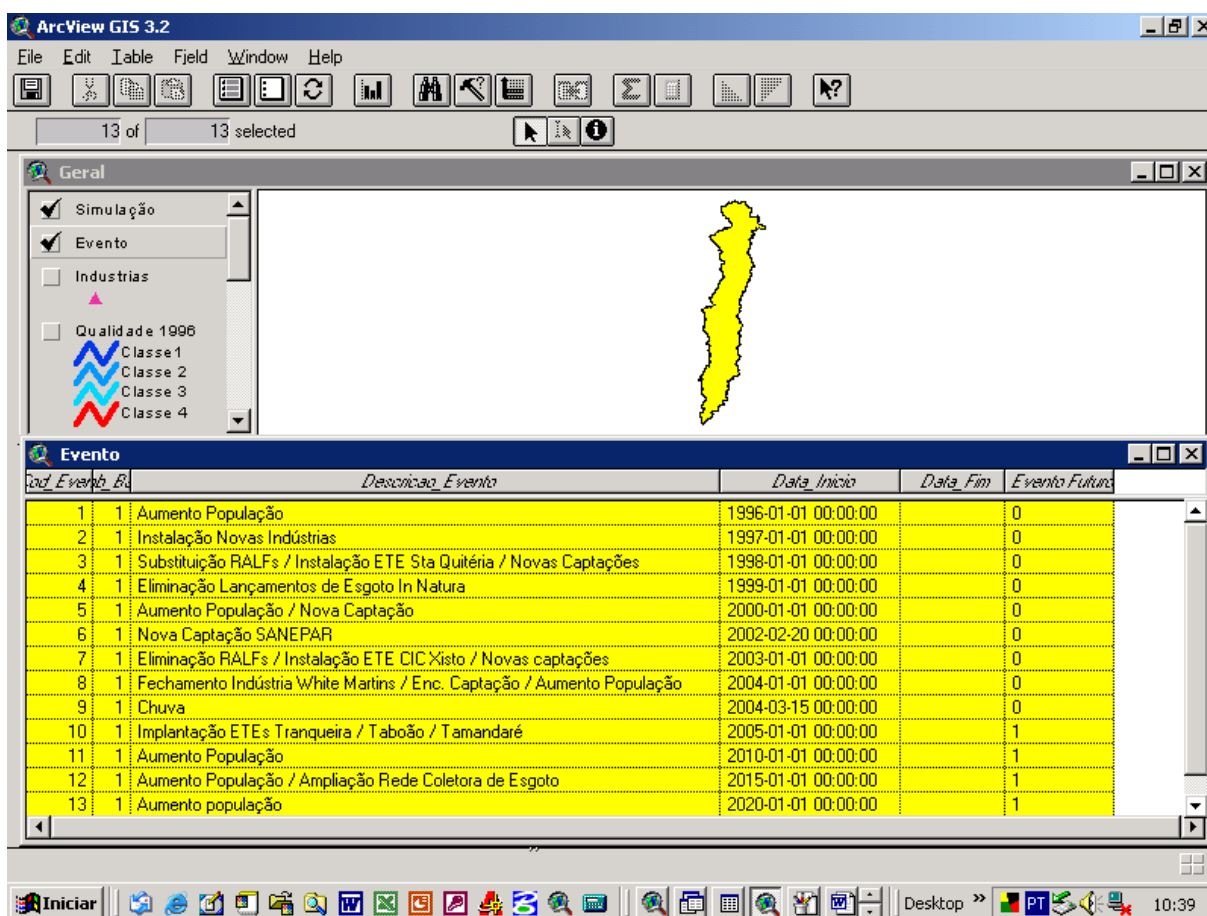 ArcView GIS 3.2
File Edit Table Field Window Help
13 of 13 selected
Geral
Simulação
Evento
Industrias
Qualidade 1996
Classe1
Classe 2
Classe 3
Classe 4
Evento
Descricao_Evento Data_Inicio Data_Fim Evento Futuro
1 1 Aumento População 1996-01-01 00:00:00 0
2 1 Instalação Novas Indústrias 1997-01-01 00:00:00 0
3 1 Substituição RALFs / Instalação ETE Sta Quitéria / Novas Captações 1998-01-01 00:00:00 0
4 1 Eliminação Lançamentos de Esgoto In Natura 1999-01-01 00:00:00 0
5 1 Aumento População / Nova Captação 2000-01-01 00:00:00 0
6 1 Nova Captação SANEPAR 2002-02-20 00:00:00 0
7 1 Eliminação RALFs / Instalação ETE CIC Xisto / Novas captações 2003-01-01 00:00:00 0
8 1 Fechamento Indústria White Martins / Enc. Captação / Aumento População 2004-01-01 00:00:00 0
9 1 Chuva 2004-03-15 00:00:00 0
10 1 Implantação ETEs Tranqueira / Taboão / Tamandaré 2005-01-01 00:00:00 1
11 1 Aumento População 2010-01-01 00:00:00 1
12 1 Aumento População / Ampliação Rede Coletora de Esgoto 2015-01-01 00:00:00 1
13 1 Aumento população 2020-01-01 00:00:00 1
Iniciar Desktop » PT 10:39